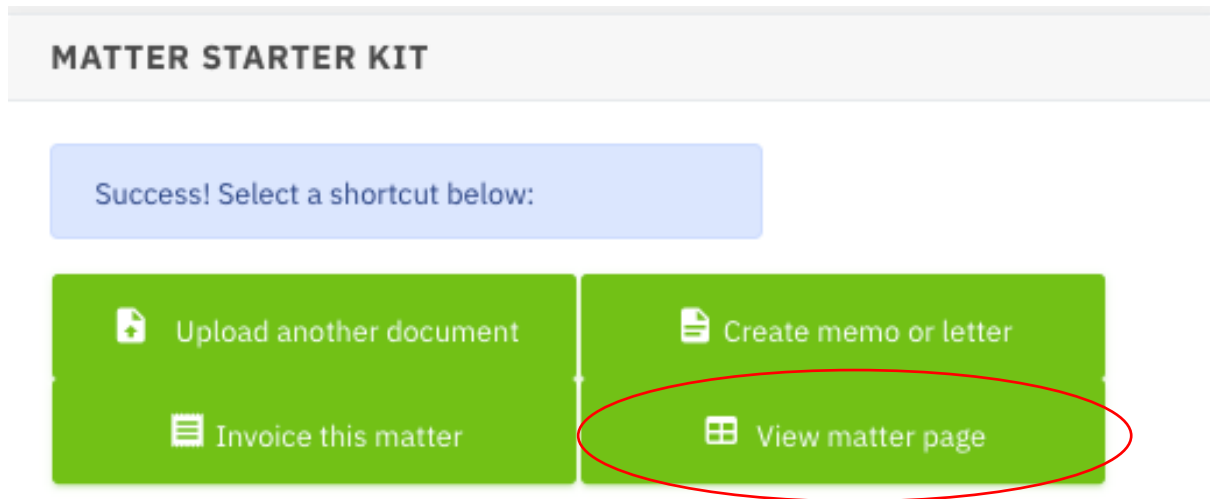 MATTER STARTER KIT
Success! Select a shortcut below:
Upload another document
Create memo or letter
Invoice this matter
View matter page